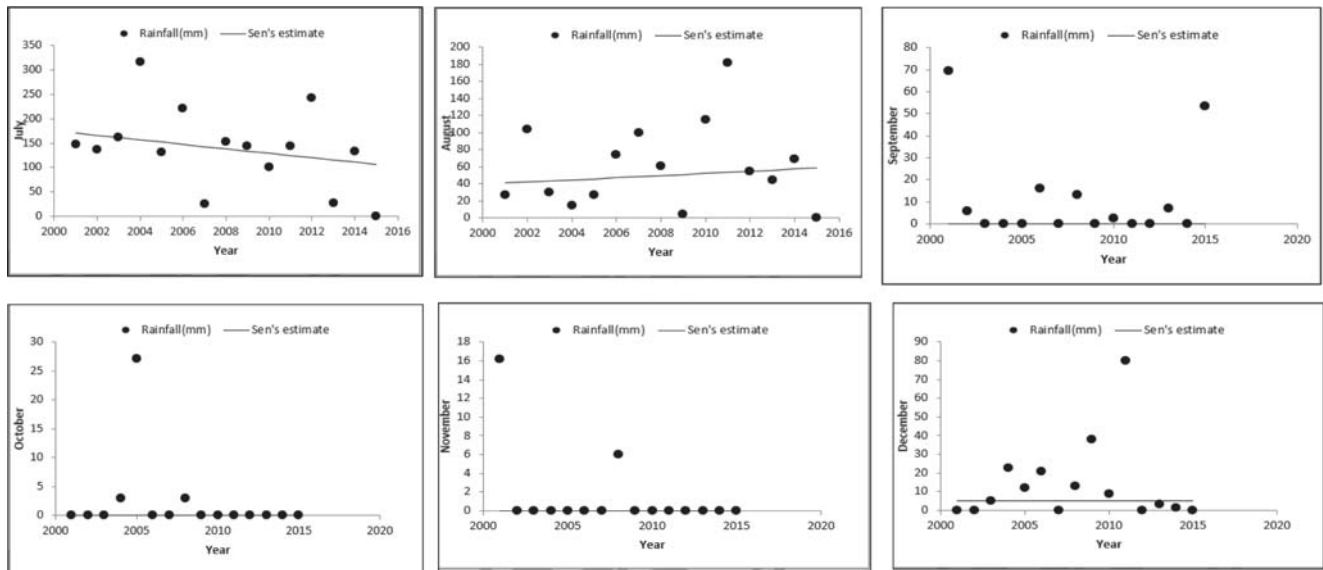 Rainfall(mm) Sen's estimate
350
300
250
200
150
100
50
0
July
2000 2002 2004 2006 2008 2010 2012 2014 2016
Year
Rainfall(mm) Sen's estimate
200
180
160
140
120
100
80
60
40
20
0
August
2000 2002 2004 2006 2008 2010 2012 2014 2016
Year
Rainfall(mm) Sen's estimate
80
70
60
50
40
30
20
10
0
September
2000 2005 2010 2015 2020
Year
Rainfall(mm) Sen's estimate
30
25
20
15
10
5
0
October
2000 2005 2010 2015 2020
Year
Rainfall(mm) Sen's estimate
18
16
14
12
10
8
6
4
2
0
November
2000 2005 2010 2015 2020
Year
Rainfall(mm) Sen's estimate
90
80
70
60
50
40
30
20
10
0
December
2000 2005 2010 2015 2020
Year